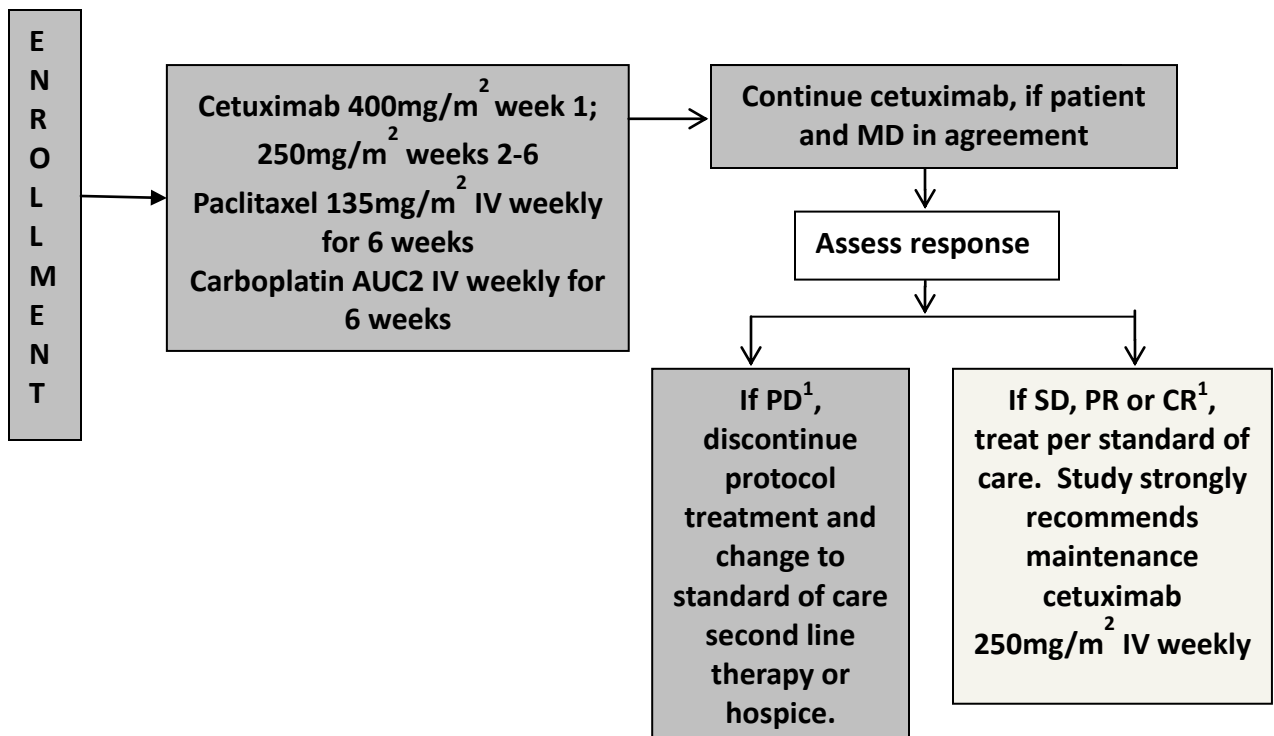 E
N
R
O
L
L
M
E
N
T
Cetuximab 400mg/m² week 1;
250mg/m² weeks 2-6
Paclitaxel 135mg/m² IV weekly
for 6 weeks
Carboplatin AUC2 IV weekly for
6 weeks
Continue cetuximab, if patient
and MD in agreement
Assess response
If PD¹,
discontinue
protocol
treatment and
change to
standard of care
second line
therapy or
hospice.
If SD, PR or CR¹,
treat per standard of
care. Study strongly
recommends
maintenance
cetuximab
250mg/m² IV weekly